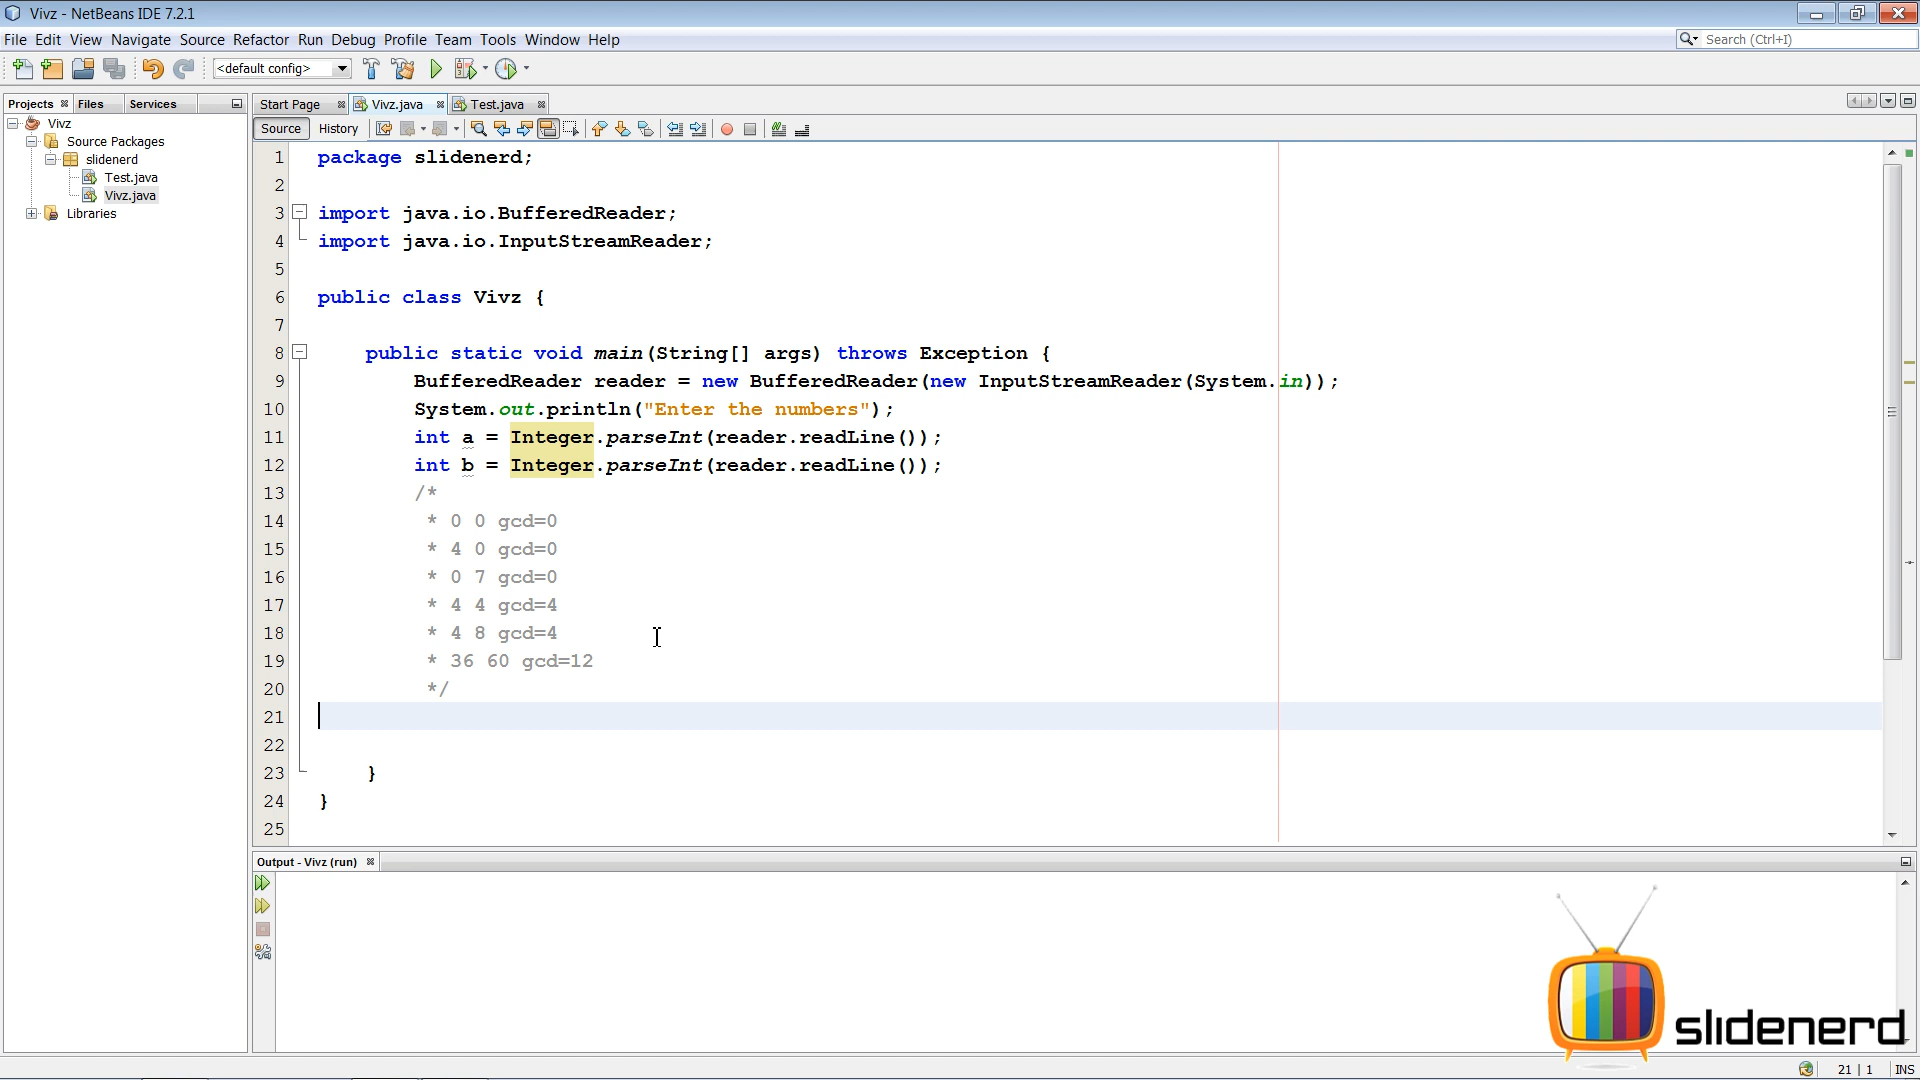 Vivz - NetBeans IDE 7.2.1
File Edit View Navigate Source Refactor Run Debug Profile Team Tools Window Help
Search (Ctrl+I)
<default config>
Projects Files Services
Start Page Vivz.java Test.java
Source History
Vivz
Source Packages
slidenerd
Test.java
Vivz.java
Libraries
1 package slidenerd;
2
3 import java.io.BufferedReader;
4 import java.io.InputStreamReader;
5
6 public class Vivz {
7
8 public static void main(String[] args) throws Exception {
9 BufferedReader reader = new BufferedReader(new InputStreamReader(System.in));
10 System.out.println("Enter the numbers");
11 int a = Integer.parseInt(reader.readLine());
12 int b = Integer.parseInt(reader.readLine());
13 /*
14 * 0 0 gcd=0
15 * 4 0 gcd=0
16 * 0 7 gcd=0
17 * 4 4 gcd=4
18 * 4 8 gcd=4
19 * 36 60 gcd=12
20 */
21
22
23 }
24 }
25
Output - Vivz (run)
slidenerd
21 | 1 INS